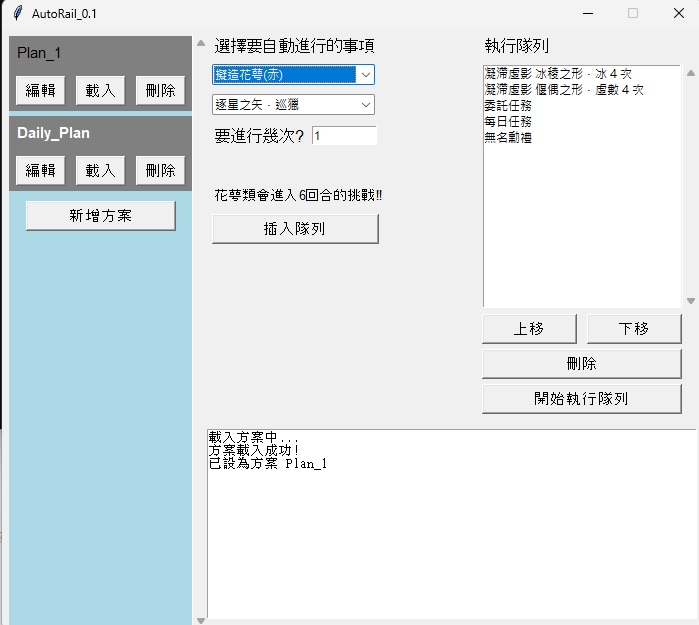 AutoRail_0.1
Plan_1
編輯
載入
刪除
Daily_Plan
編輯
載入
刪除
新增方案
選擇要自動進行的事項
擬造花萼(赤)
逐星之矢．巡獵
要進行幾次?
1
花萼類會進入6回合的挑戰!!
插入隊列
執行隊列
凝滯虛影 冰稜之形．冰 4 次
凝滯虛影 偃偶之形．虛數 4 次
委託任務
每日任務
無名勳禮
上移
下移
刪除
開始執行隊列
載入方案中...
方案載入成功!
已設為方案 Plan_1